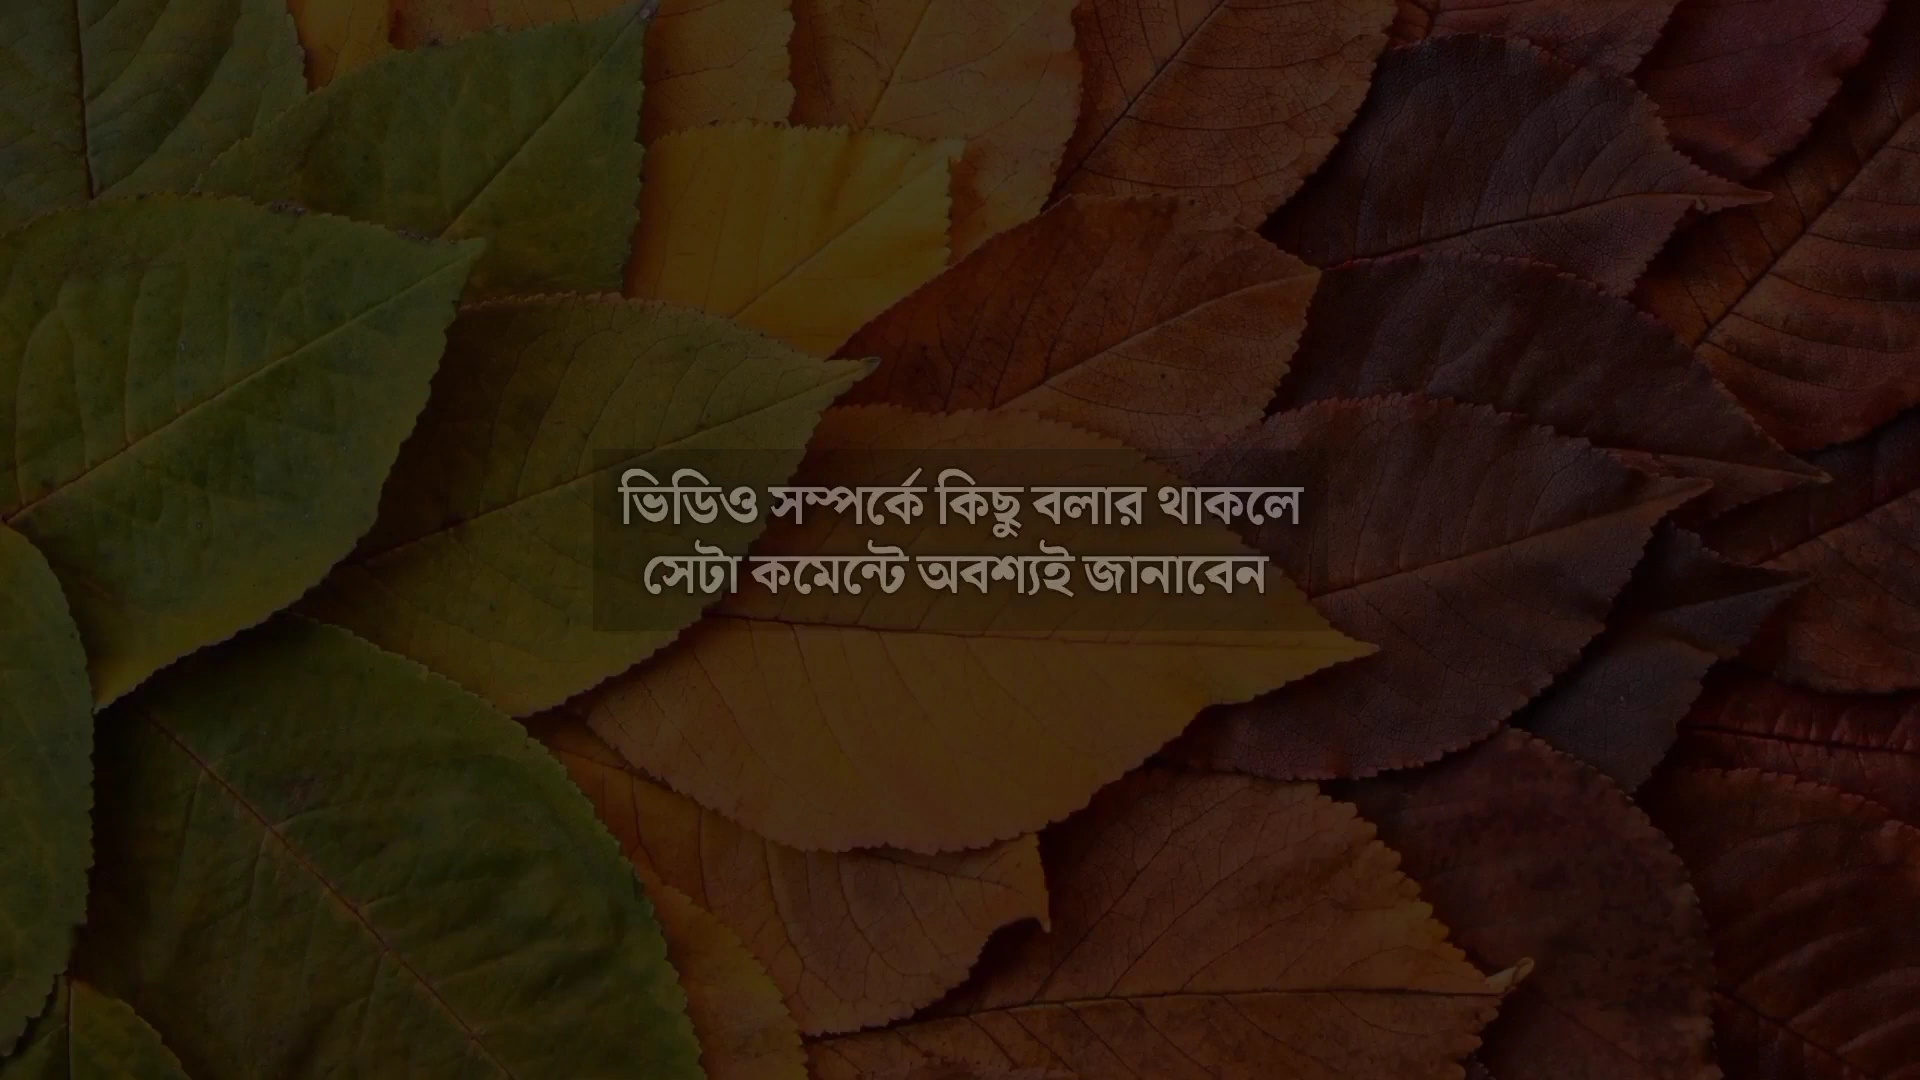 ভিডিও সম্পর্কে কিছু বলার থাকলে
সেটা কমেন্টে অবশ্যই জানাবেন